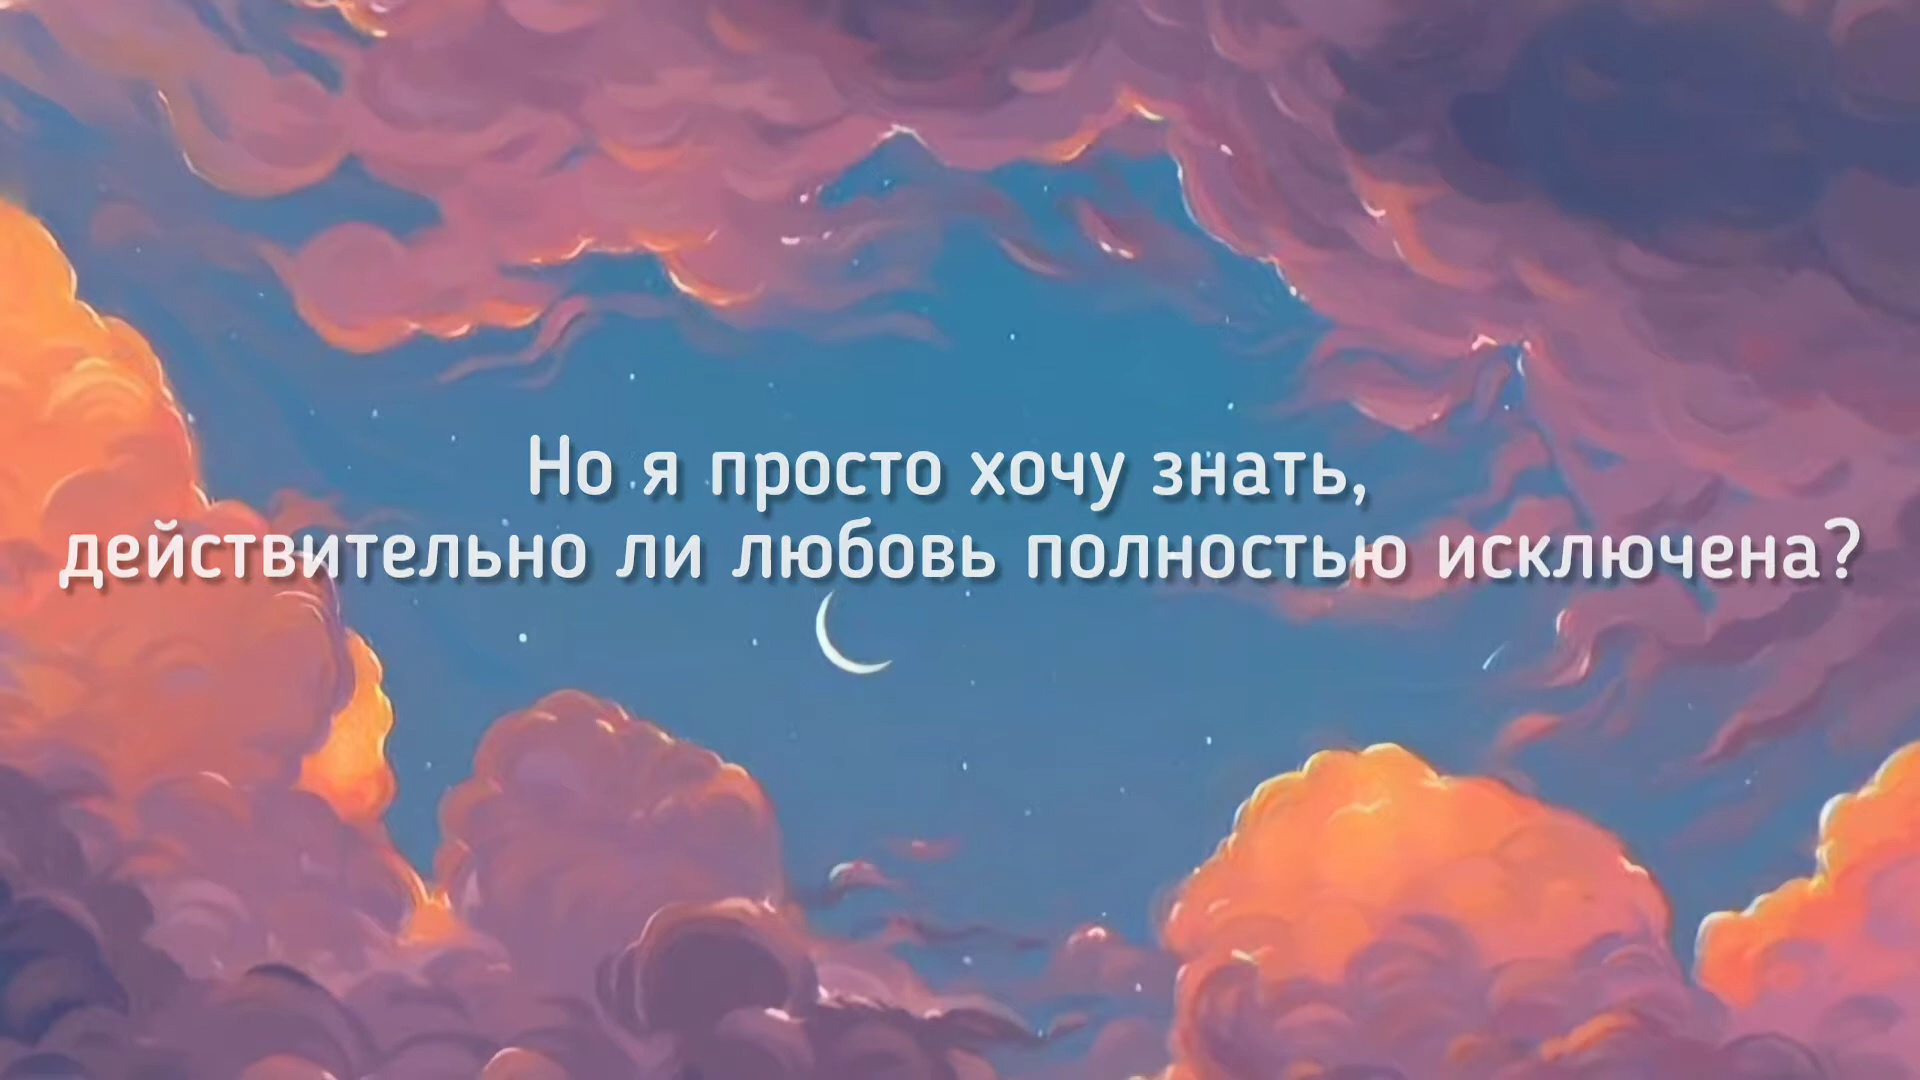 Но я просто хочу знать,
действительно ли любовь полностью исключена?